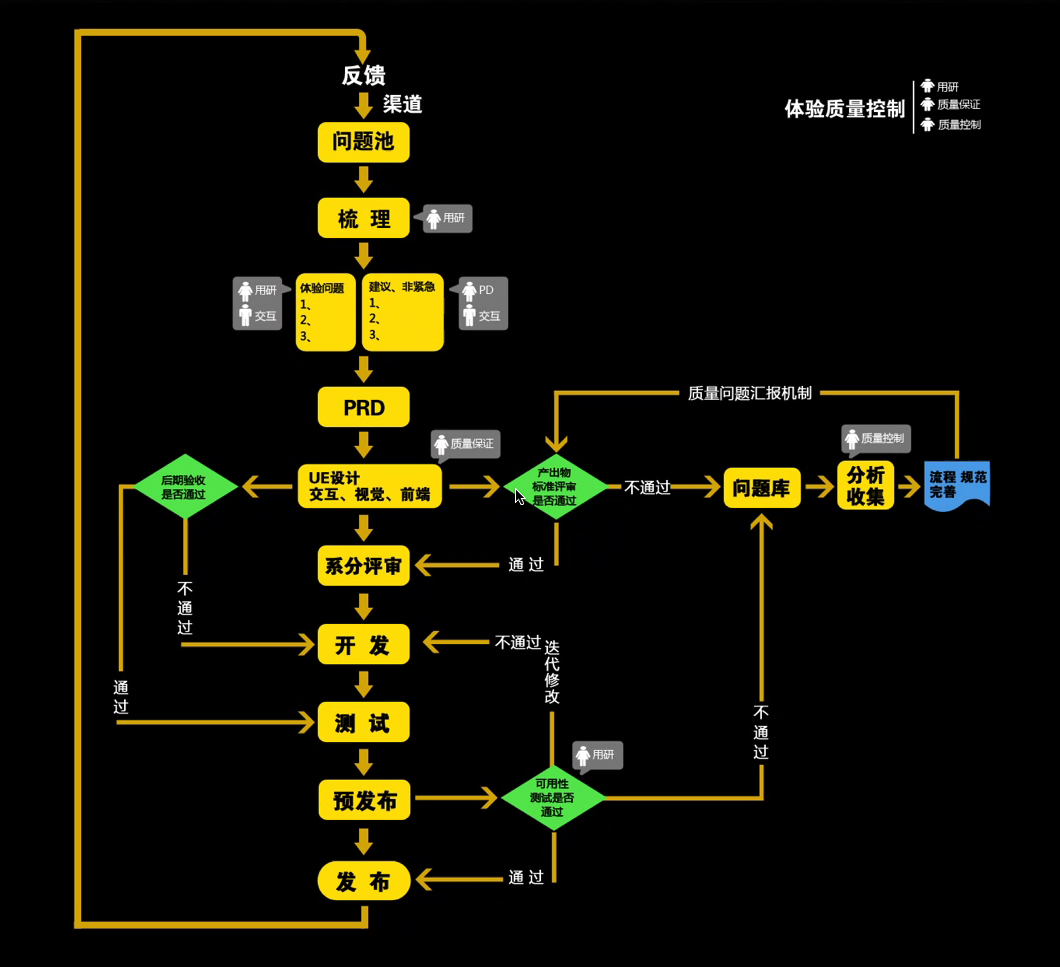 反馈
渠道
体验质量控制
用研
质量保证
质量控制
问题池
梳 理
用研
用研
交互
体验问题
1、
2、
3、
建议、非紧急
1、
2、
3、
PD
交互
PRD
质量问题汇报机制
质量保证
质量控制
后期验收
是否通过
UE设计
交互、视觉、前端
产出物
标准评审
是否通过
不通过
问题库
分析
收集
流程 规范
完善
系分评审
通 过
不
通
过
开 发
不通过
迭
代
修
改
通
过
测 试
不
通
过
用研
预发布
可用性
测试是否
通过
发 布
通 过